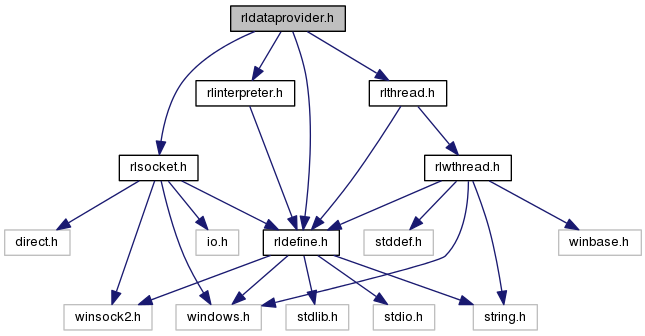 rldataprovider.h
rlinterpreter.h
rlthread.h
rlsocket.h
rlwthread.h
direct.h
io.h
rldefine.h
stddef.h
winbase.h
winsock2.h
windows.h
stdlib.h
stdio.h
string.h